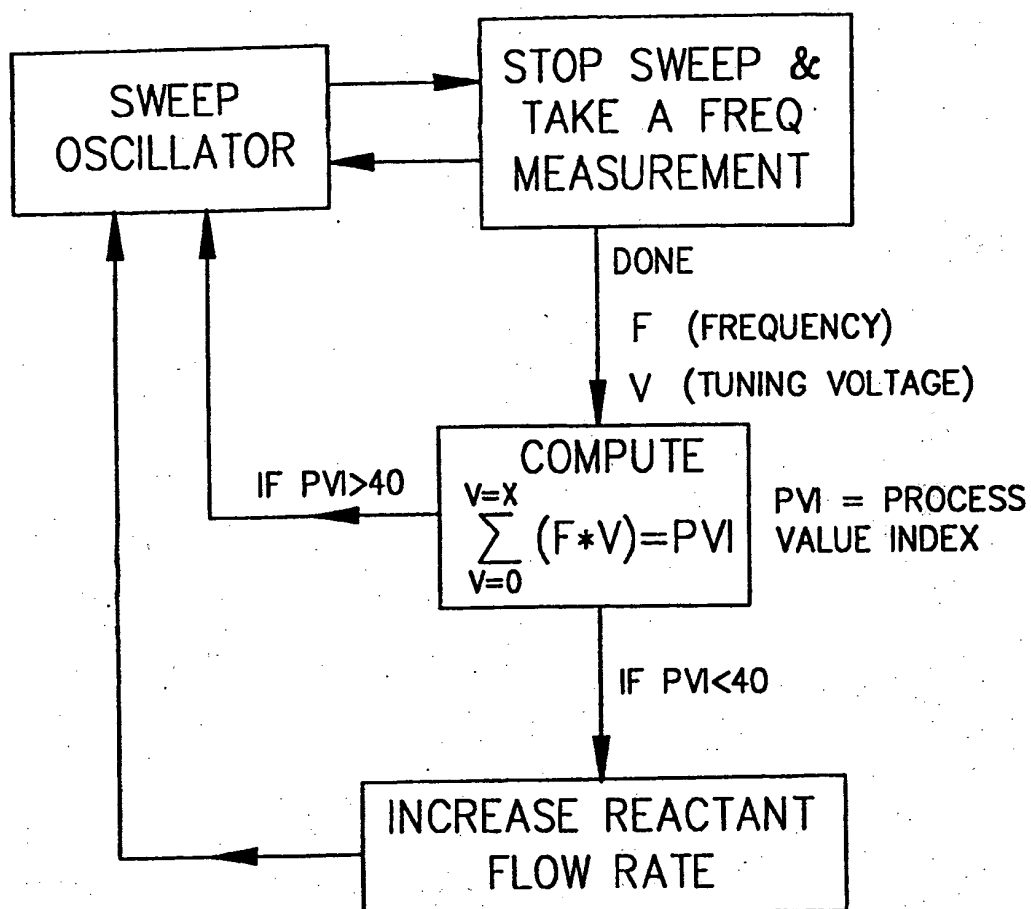 SWEEP
OSCILLATOR
STOP SWEEP &
TAKE A FREQ
MEASUREMENT
DONE
F (FREQUENCY)
V (TUNING VOLTAGE)
IF PVI>40
COMPUTE
V=X
∑ (F*V)=PVI
V=0
PVI = PROCESS
VALUE INDEX
IF PVI<40
INCREASE REACTANT
FLOW RATE